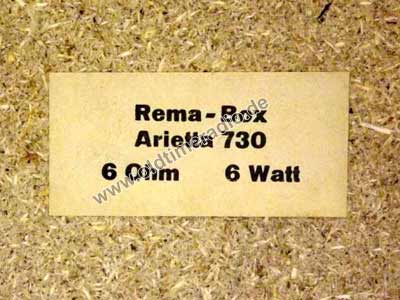 Rema-Box
Arietta 730
6 Ohm 6 Watt
www.oldtimeradio.de